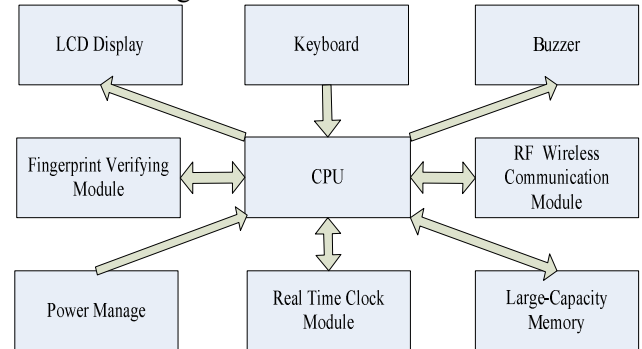 LCD Display
Keyboard
Buzzer
Fingerprint Verifying
Module
CPU
RF Wireless
Communication
Module
Power Manage
Real Time Clock
Module
Large-Capacity
Memory